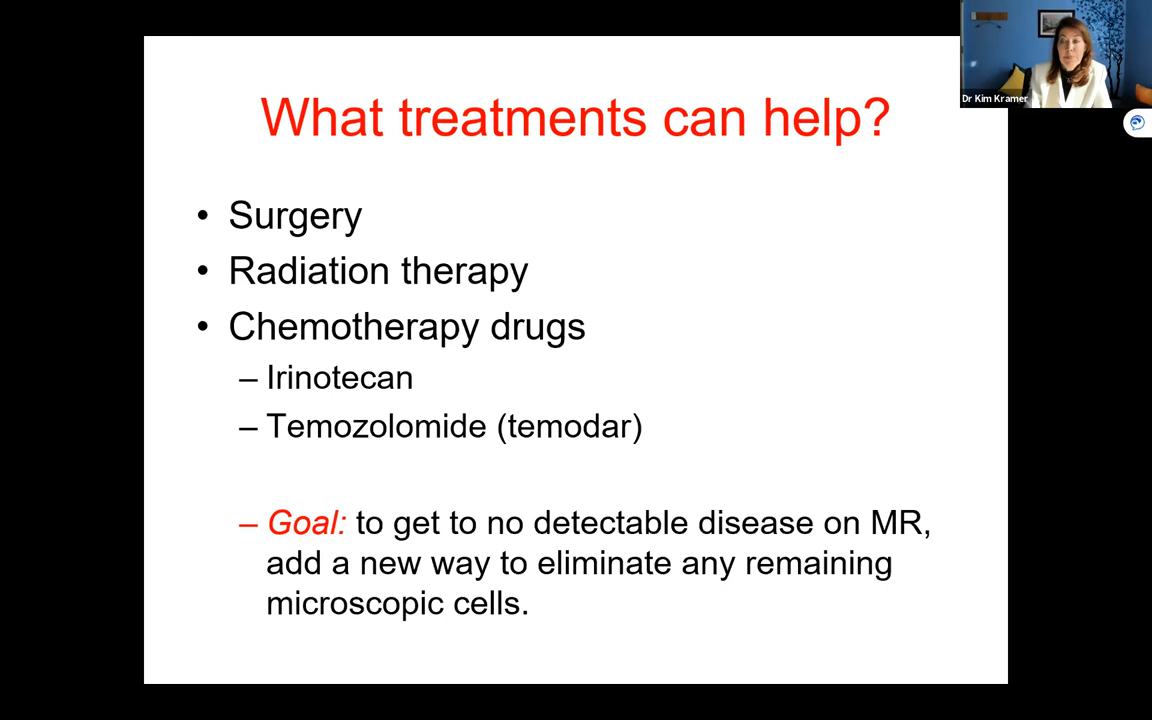 What treatments can help?
• Surgery
• Radiation therapy
• Chemotherapy drugs
– Irinotecan
– Temozolomide (temodar)
– Goal: to get to no detectable disease on MR,
add a new way to eliminate any remaining
microscopic cells.
Dr Kim Kramer